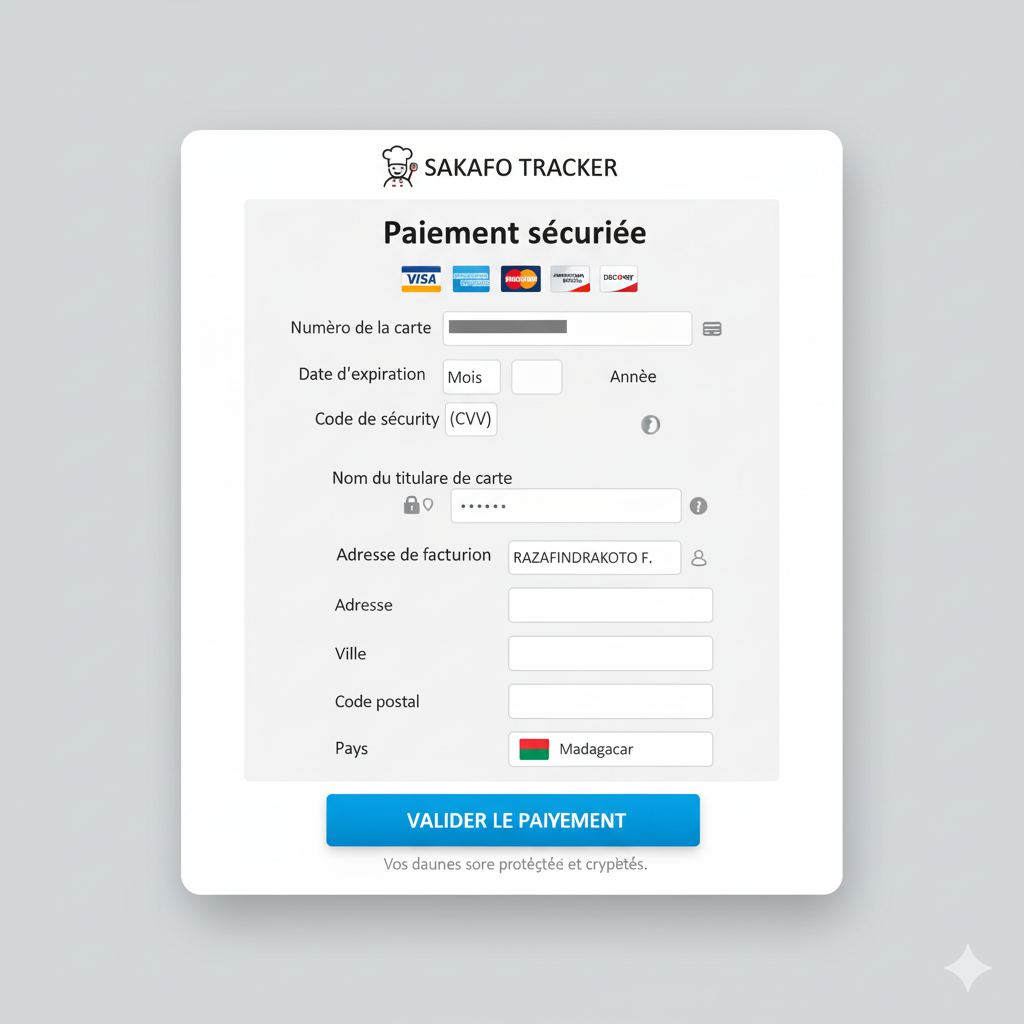 SAKAFO TRACKER
Paiement sécuriée
VISA
DISCOVER
Numèro de la carte
Date d'expiration Mois Annèe
Code de sécurity (CVV)
Nom du titulare de carte
••••••
Adresse de facturion RAZAFINDRAKOTO F.
Adresse
Ville
Code postal
Pays Madagacar
VALIDER LE PAIYEMENT
Vos daunes sore protégtéé et cryptetés.